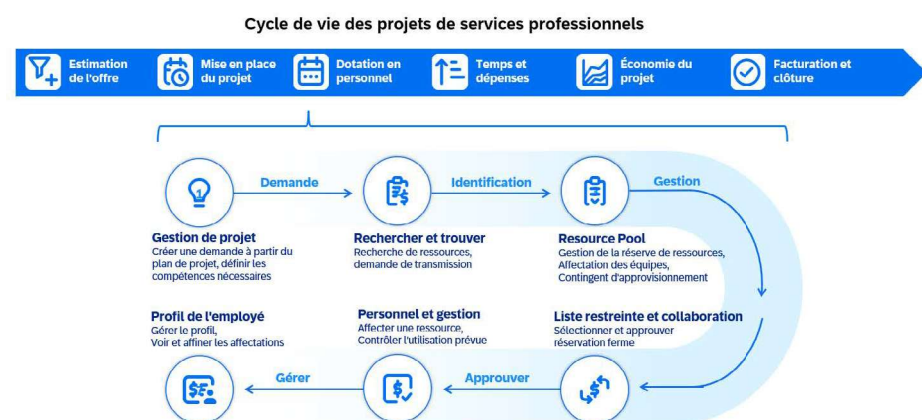 Cycle de vie des projets de services professionnels
Estimation
de l'offre
Mise en place
du projet
Dotation en
personnel
Temps et
dépenses
Économie du
projet
Facturation et
clôture
Demande
Identification
Gestion
Gestion de projet
Créer une demande à partir du
plan de projet, définir les
compétences nécessaires
Rechercher et trouver
Recherche de ressources,
demande de transmission
Resource Pool
Gestion de la réserve de ressources,
Affectation des équipes,
Contingent d'approvisionnement
Profil de l'employé
Gérer le profil,
Voir et affiner les affectations
Personnel et gestion
Affecter une ressource,
Contrôler l'utilisation prévue
Liste restreinte et collaboration
Sélectionner et approuver
réservation ferme
Gérer
Approuver